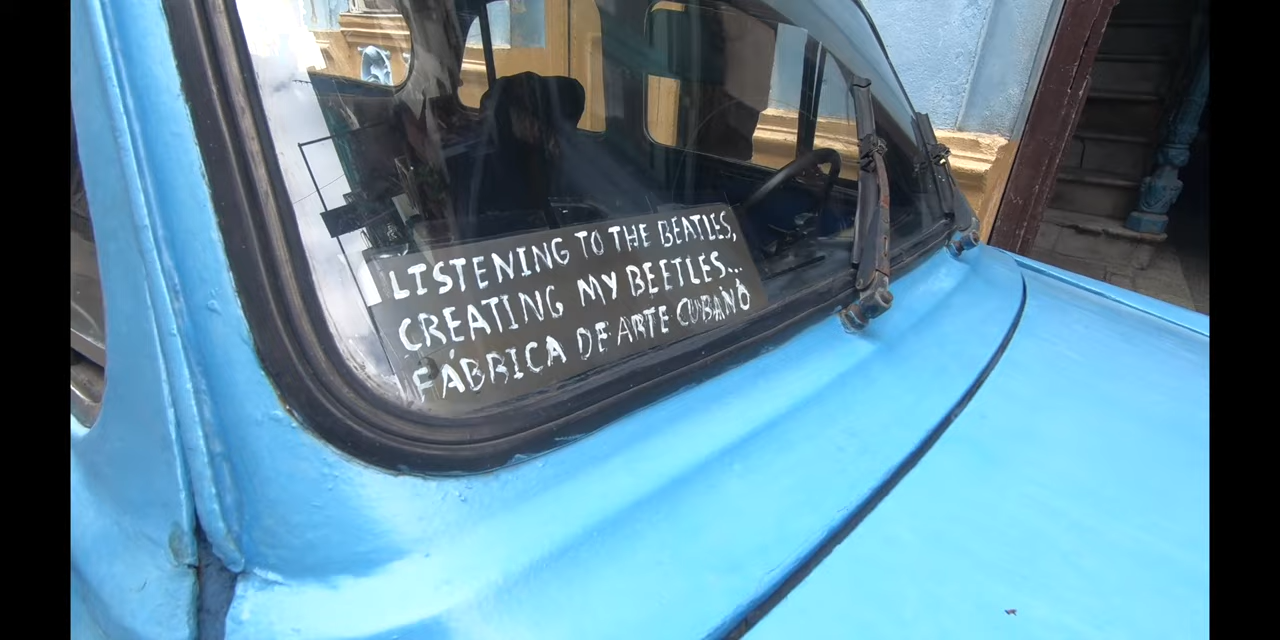 LISTENING TO THE BEATLES,
CREATING MY BEETLES...
FÁBRICA DE ARTE CUBANO